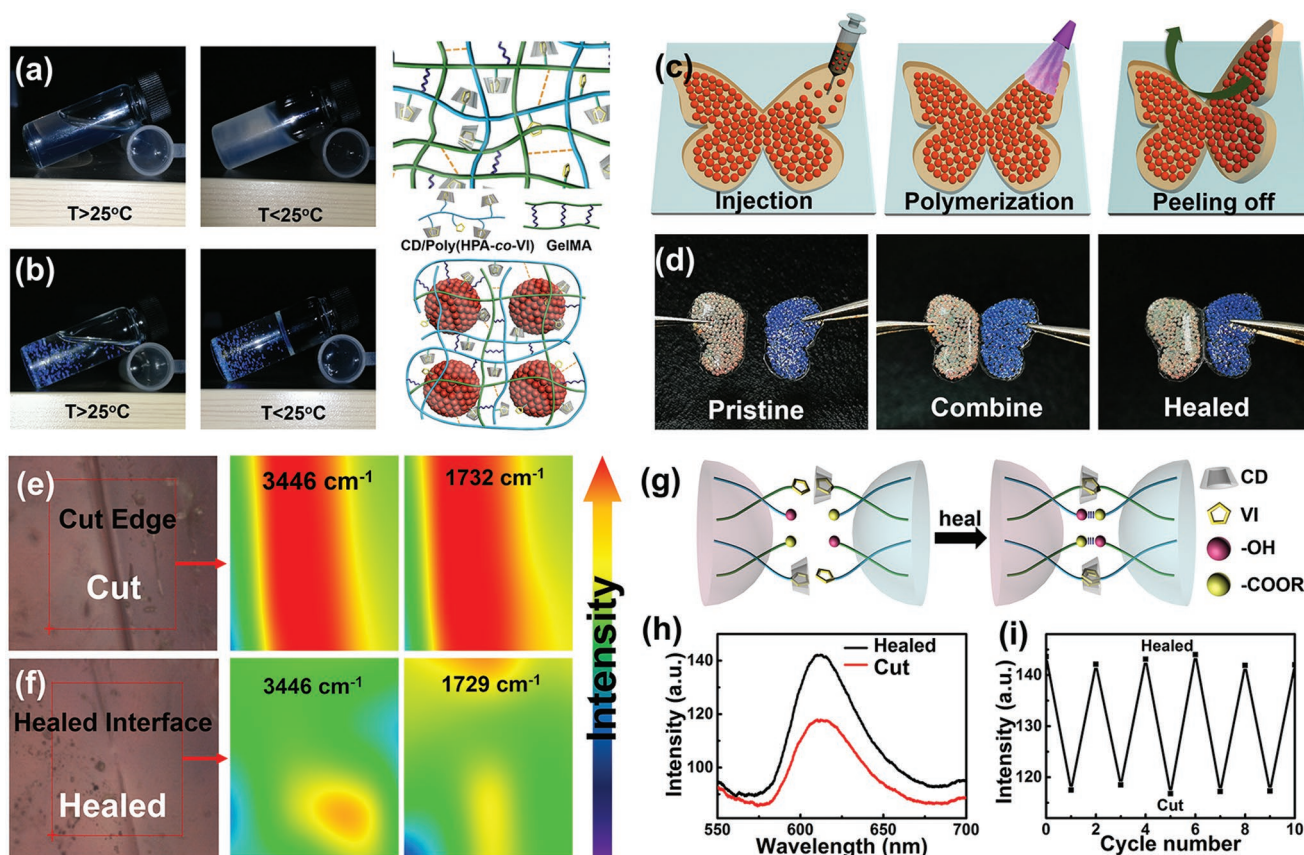 (a)
T>25°C
T<25°C
CD/Poly(HPA-co-VI)
GelMA
(b)
T>25°C
T<25°C
(c)
Injection
Polymerization
Peeling off
(d)
Pristine
Combine
Healed
(e)
Cut Edge
Cut
3446 cm⁻¹
1732 cm⁻¹
(f)
Healed Interface
Healed
3446 cm⁻¹
1729 cm⁻¹
Intensity
(g)
heal
CD
VI
-OH
-COOR
(h)
Healed
Cut
140
120
100
Intensity (a.u.)
550 600 650 700
Wavelength (nm)
(i)
Healed
Cut
140
130
120
Intensity (a.u.)
0 2 4 6 8 10
Cycle number